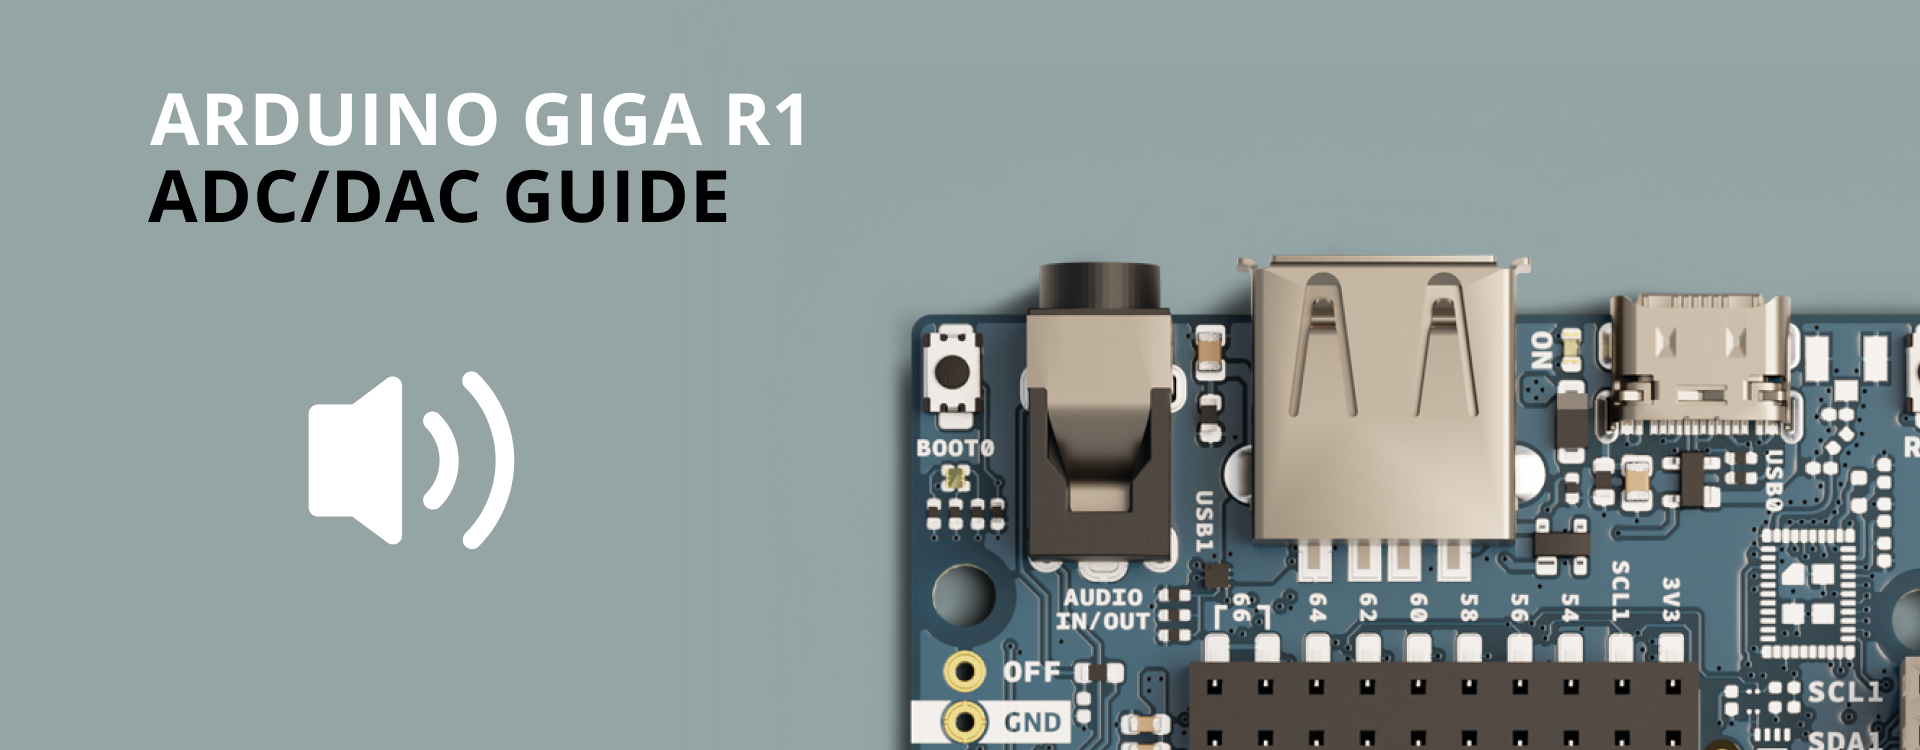 ARDUINO GIGA R1
ADC/DAC GUIDE
ON
BOOT0
USB1
USB0
AUDIO
IN/OUT
66
64
62
60
58
56
54
SCL1
3V3
OFF
GND
SCL1
SDA1
R